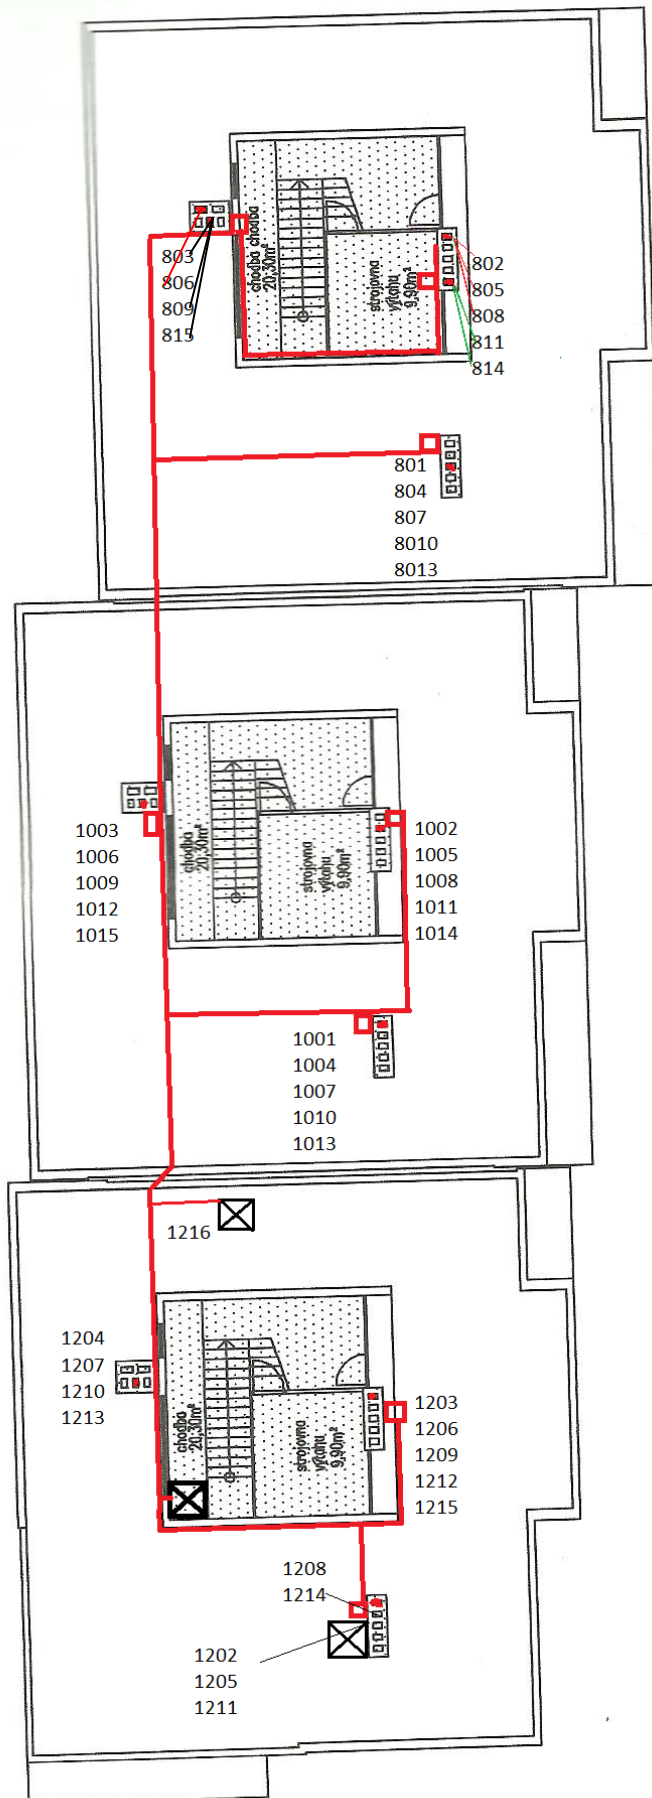 chodba chodba
20,30m²
strojovna
výtahu
9,90m²
803
806
809
815
802
805
808
811
814
801
804
807
8010
8013
chodba
20,30m²
strojovna
výtahu
9,90m²
1003
1006
1009
1012
1015
1002
1005
1008
1011
1014
1001
1004
1007
1010
1013
1216
chodba
20,30m²
strojovna
výtahu
9,90m²
1204
1207
1210
1213
1203
1206
1209
1212
1215
1208
1214
1202
1205
1211